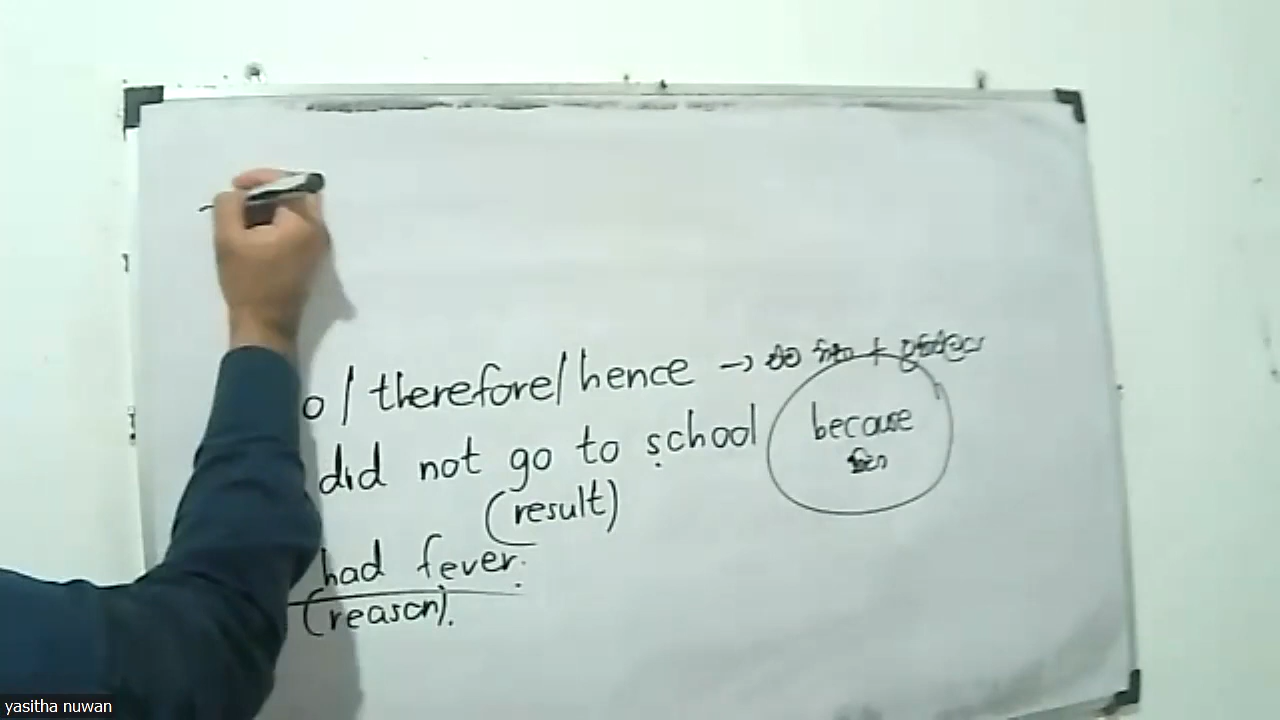 o / therefore / hence →
did not go to school
because
(result)
had fever.
(reason).
yasitha nuwan